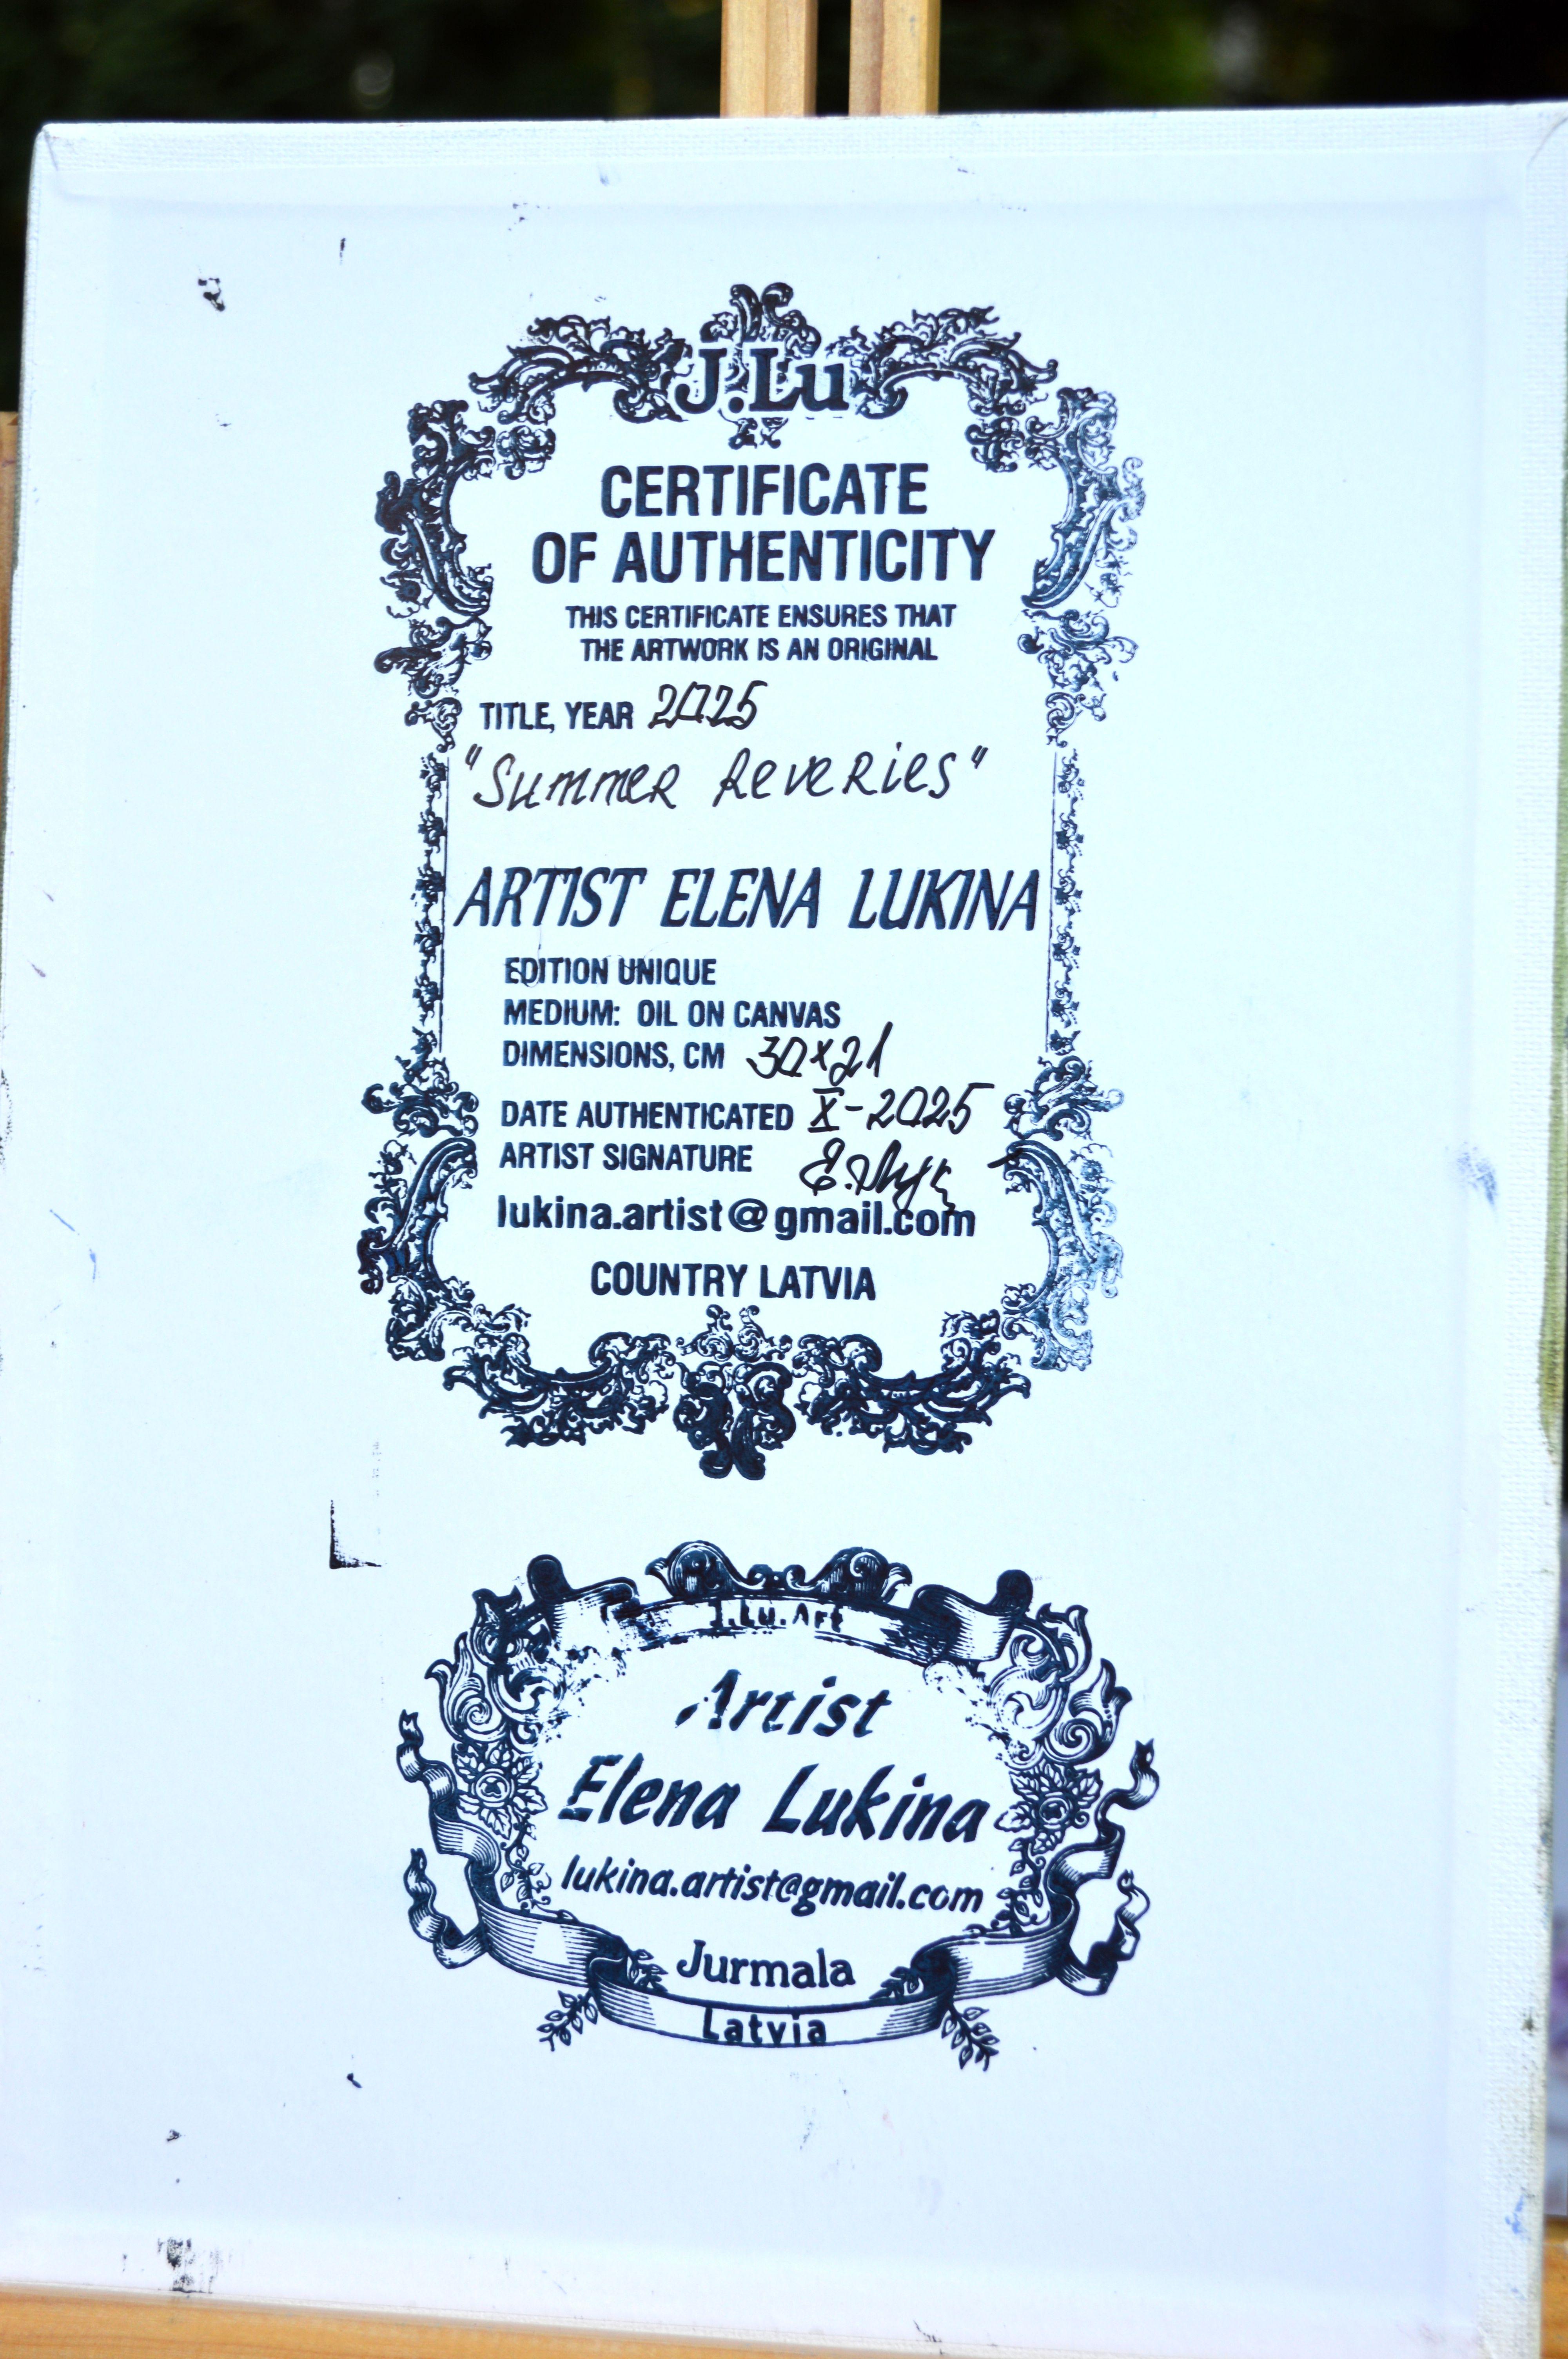 J.Lu
CERTIFICATE
OF AUTHENTICITY
THIS CERTIFICATE ENSURES THAT
THE ARTWORK IS AN ORIGINAL
TITLE, YEAR 2025
"Summer Reveries"
ARTIST ELENA LUKINA
EDITION UNIQUE
MEDIUM: OIL ON CANVAS
DIMENSIONS, CM 30x21
DATE AUTHENTICATED X-2025
ARTIST SIGNATURE
lukina.artist@gmail.com
COUNTRY LATVIA
J.Lu.Art
Artist
Elena Lukina
lukina.artist@gmail.com
Jurmala
Latvia